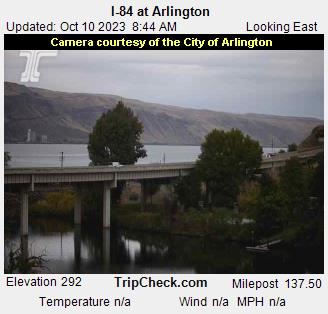 I-84 at Arlington
Updated: Oct 10 2023 8:44 AM Looking East
Camera courtesy of the City of Arlington
Elevation 292 TripCheck.com Milepost 137.50
Temperature n/a Wind n/a MPH n/a